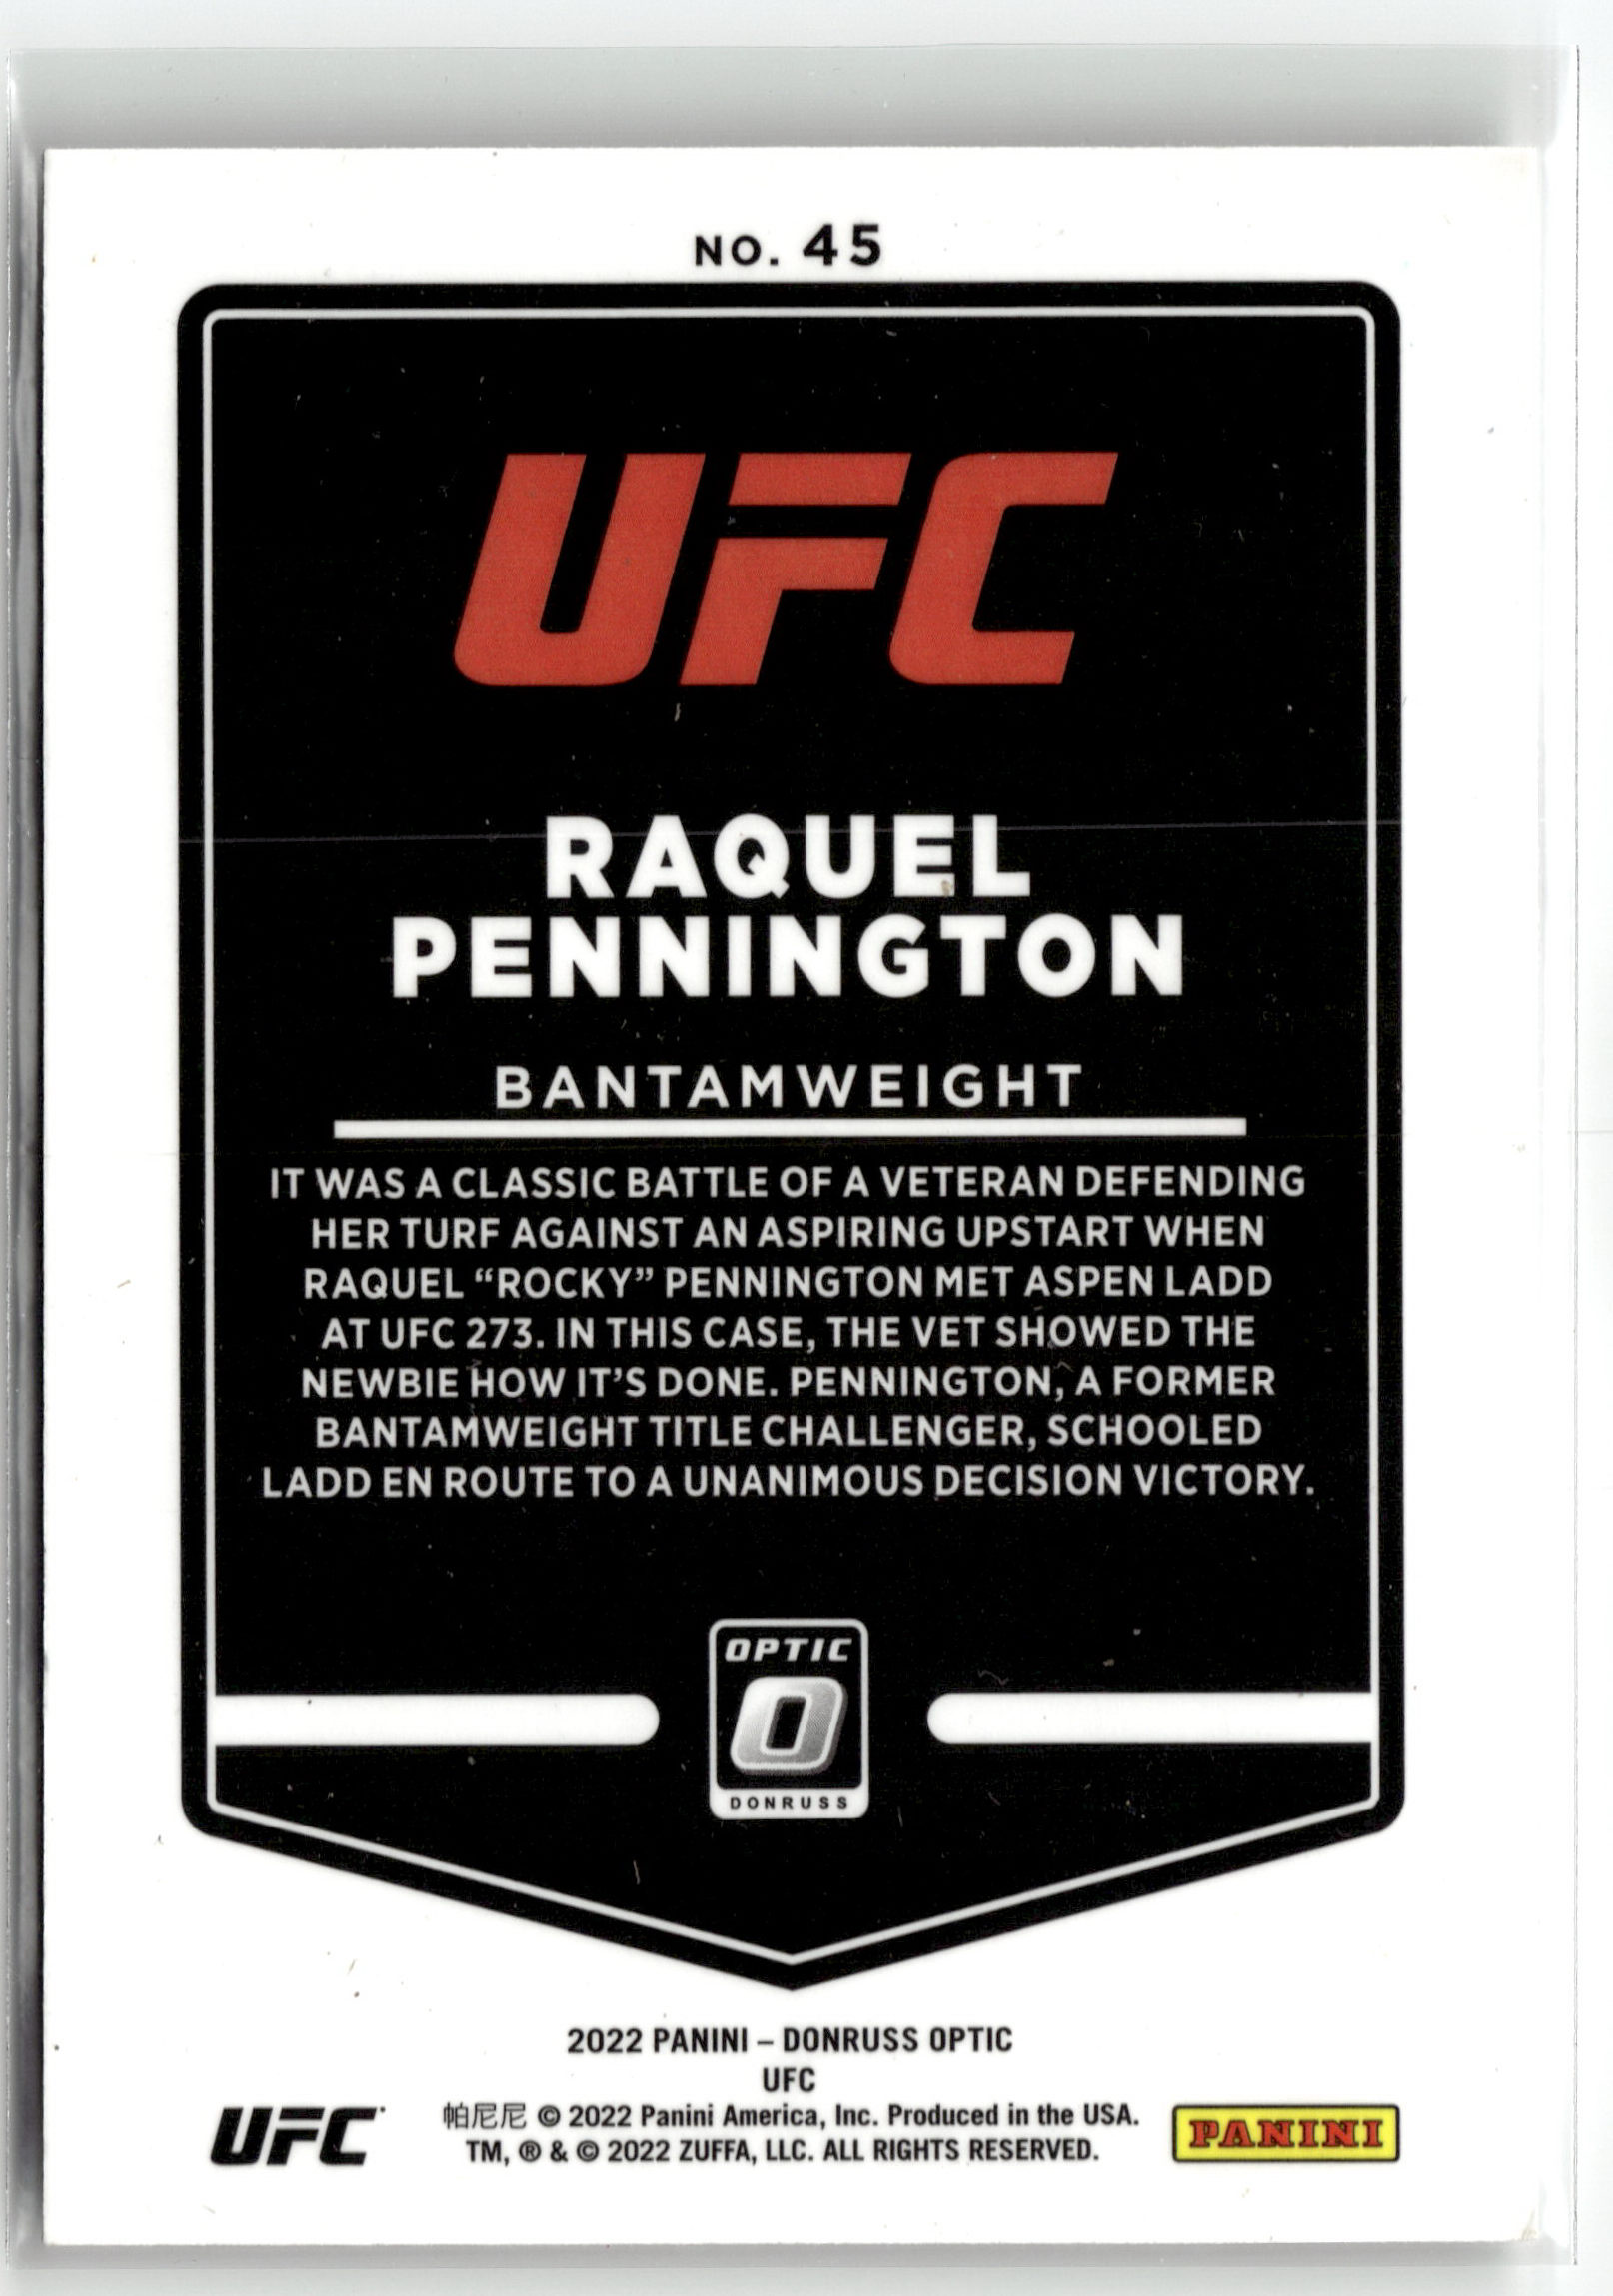 NO. 45
UFC
RAQUEL
PENNINGTON
BANTAMWEIGHT
IT WAS A CLASSIC BATTLE OF A VETERAN DEFENDING
HER TURF AGAINST AN ASPIRING UPSTART WHEN
RAQUEL “ROCKY” PENNINGTON MET ASPEN LADD
AT UFC 273. IN THIS CASE, THE VET SHOWED THE
NEWBIE HOW IT’S DONE. PENNINGTON, A FORMER
BANTAMWEIGHT TITLE CHALLENGER, SCHOOLED
LADD EN ROUTE TO A UNANIMOUS DECISION VICTORY.
OPTIC
O
DONRUSS
2022 PANINI – DONRUSS OPTIC
UFC
帕尼尼 © 2022 Panini America, Inc. Produced in the USA.
TM, ® & © 2022 ZUFFA, LLC. ALL RIGHTS RESERVED.
UFC
PANINI